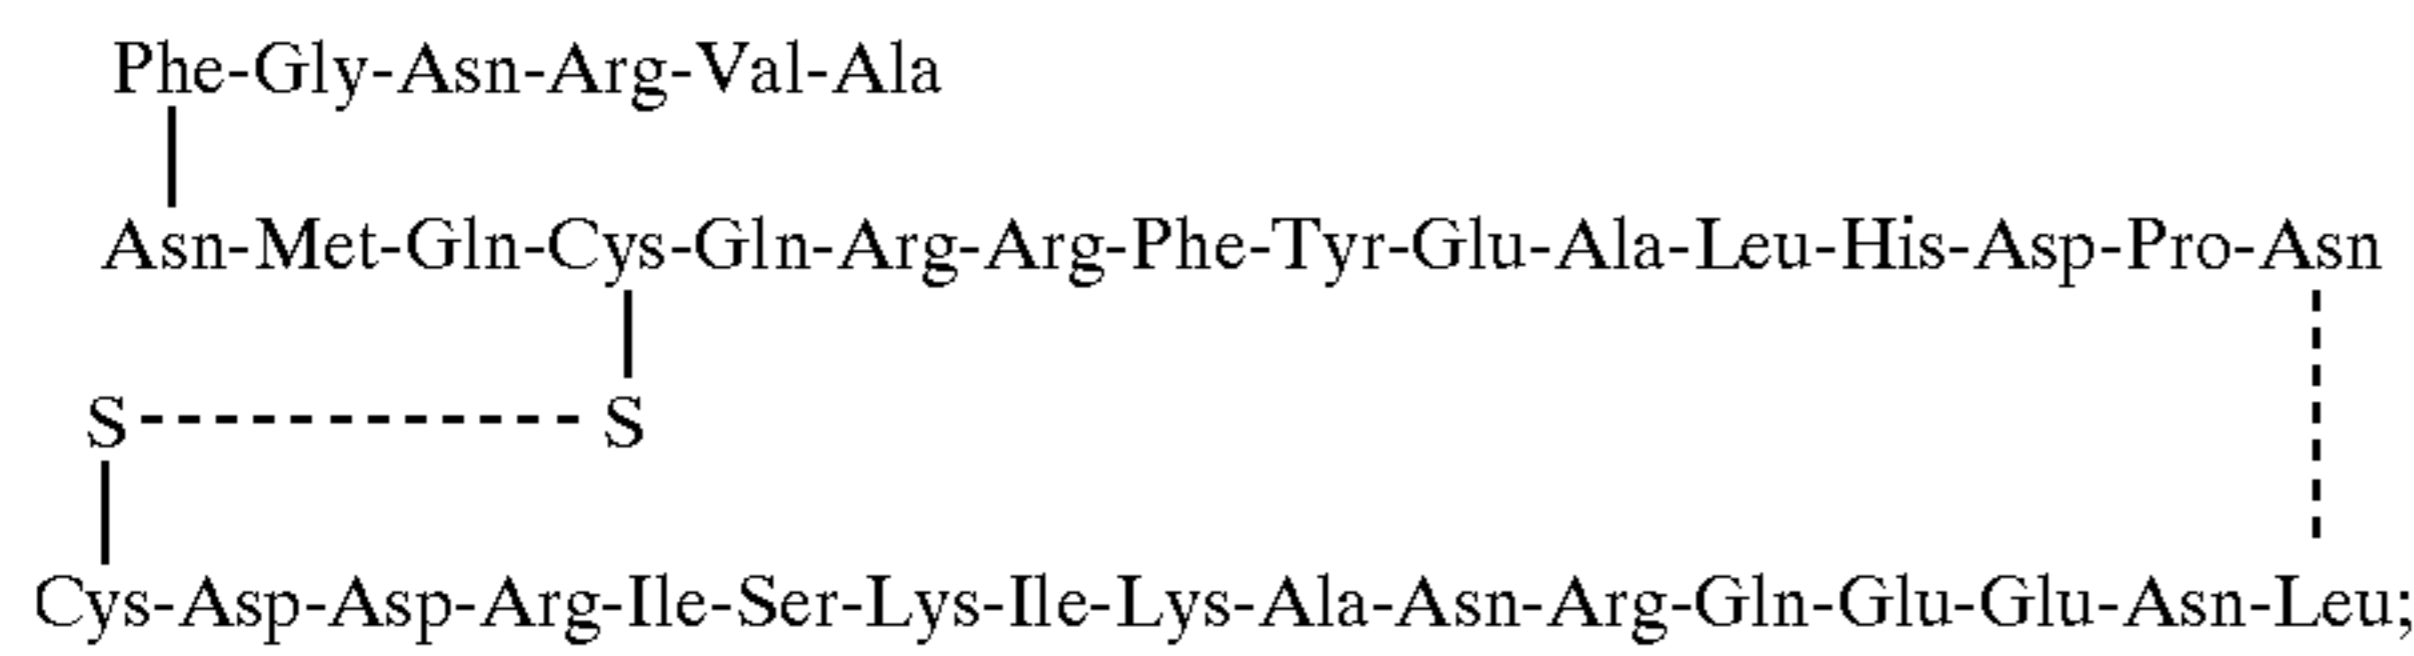 Phe-Gly-Asn-Arg-Val-Ala
Asn-Met-Gln-Cys-Gln-Arg-Arg-Phe-Tyr-Glu-Ala-Leu-His-Asp-Pro-Asn
S S
Cys-Asp-Asp-Arg-Ile-Ser-Lys-Ile-Lys-Ala-Asn-Arg-Gln-Glu-Glu-Asn-Leu;